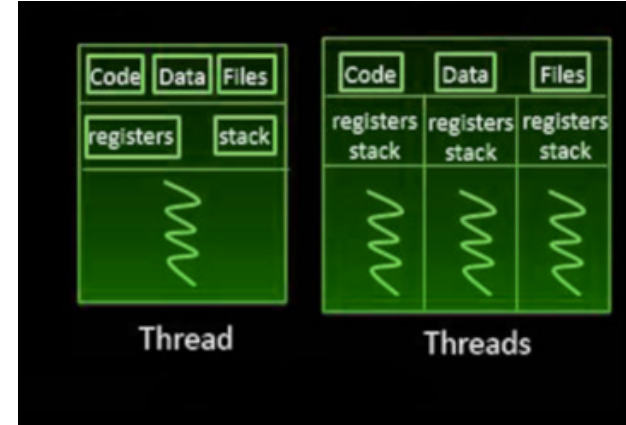 Code Data Files
registers stack
Thread
Code Data Files
registers registers registers
stack stack stack
Threads